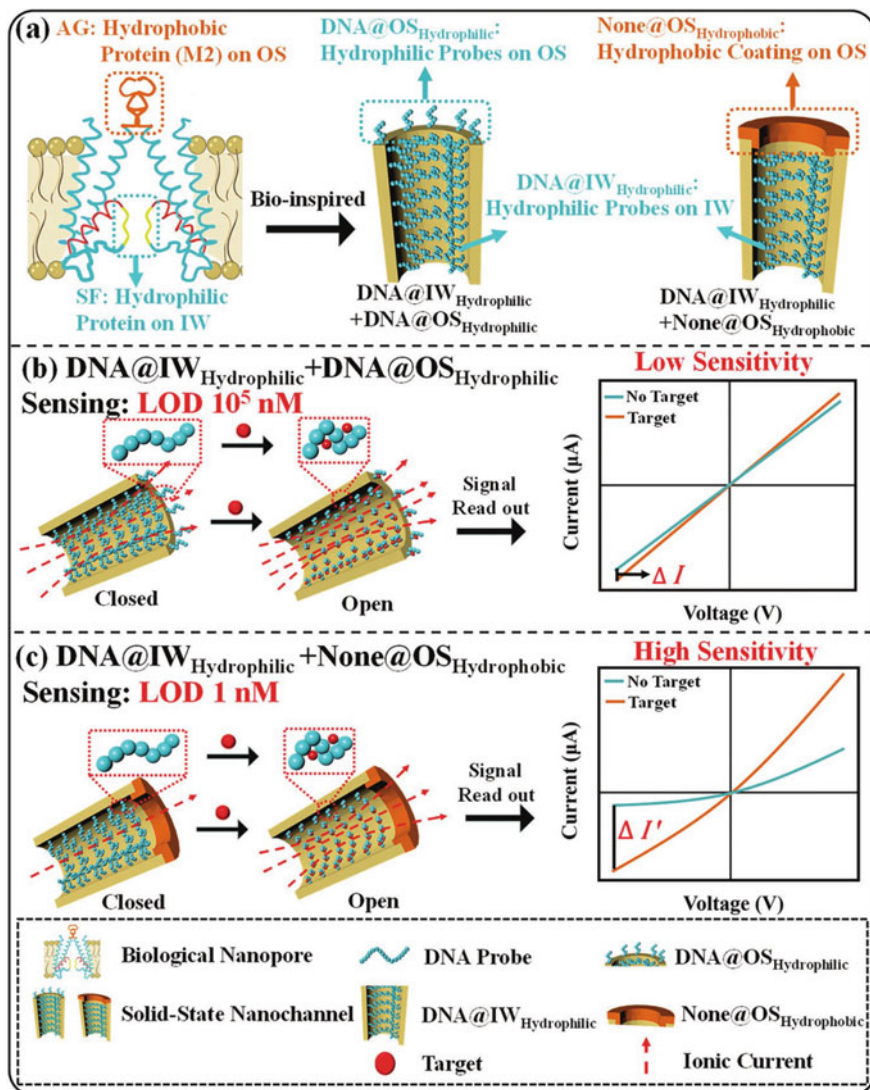 (a) AG: Hydrophobic
Protein (M2) on OS
DNA@OSHydrophilic:
Hydrophilic Probes on OS
None@OSHydrophobic:
Hydrophobic Coating on OS
Bio-inspired
DNA@IWHydrophilic:
Hydrophilic Probes on IW
SF: Hydrophilic
Protein on IW
DNA@IWHydrophilic
+DNA@OSHydrophilic
DNA@IWHydrophilic
+None@OSHydrophobic
(b) DNA@IWHydrophilic+DNA@OSHydrophilic
Sensing: LOD 10⁵ nM
Closed
Open
Signal
Read out
Low Sensitivity
No Target
Target
Current (μA)
Δ I
Voltage (V)
(c) DNA@IWHydrophilic+None@OSHydrophobic
Sensing: LOD 1 nM
Closed
Open
Signal
Read out
High Sensitivity
No Target
Target
Current (μA)
Δ I'
Voltage (V)
Biological Nanopore
DNA Probe
DNA@OSHydrophilic
Solid-State Nanochannel
DNA@IWHydrophilic
None@OSHydrophobic
Target
Ionic Current